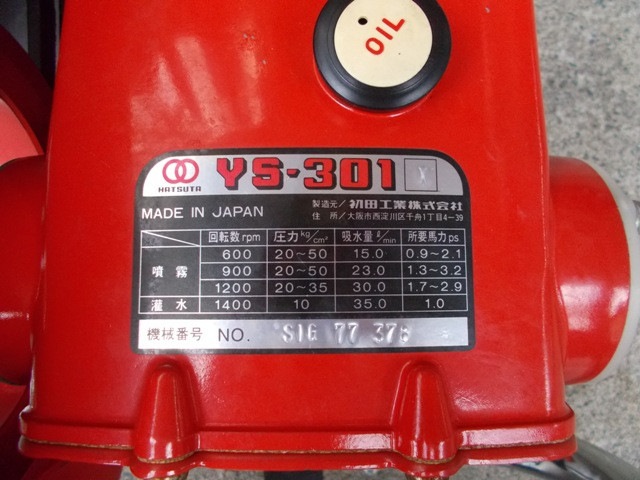 OIL
HATSUTA YS-301 X
MADE IN JAPAN
製造元/初田工業株式会社
住 所/大阪市西淀川区千舟1丁目4-39
回転数rpm 圧力kg/cm² 吸水量ℓ/min 所要馬力ps
噴霧 600 20~50 15.0 0.9~2.1
900 20~50 23.0 1.3~3.2
1200 20~35 30.0 1.7~2.9
灌水 1400 10 35.0 1.0
機械番号 NO. S1G 77 376